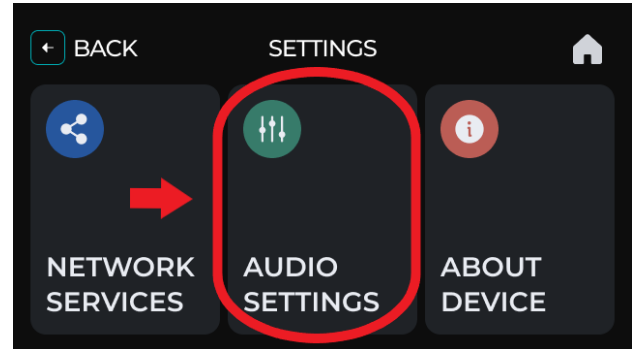 BACK
SETTINGS
NETWORK
SERVICES
AUDIO
SETTINGS
ABOUT
DEVICE